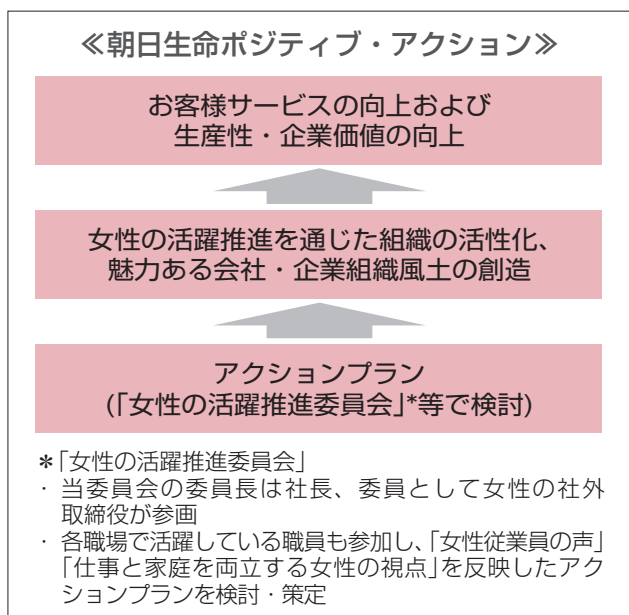 ≪朝日生命ポジティブ・アクション≫
お客様サービスの向上および
生産性・企業価値の向上
女性の活躍推進を通じた組織の活性化、
魅力ある会社・企業組織風土の創造
アクションプラン
(「女性の活躍推進委員会」*等で検討)
＊「女性の活躍推進委員会」
・ 当委員会の委員長は社長、委員として女性の社外
取締役が参画
・ 各職場で活躍している職員も参加し、「女性従業員の声」
「仕事と家庭を両立する女性の視点」を反映したアク
ションプランを検討・策定